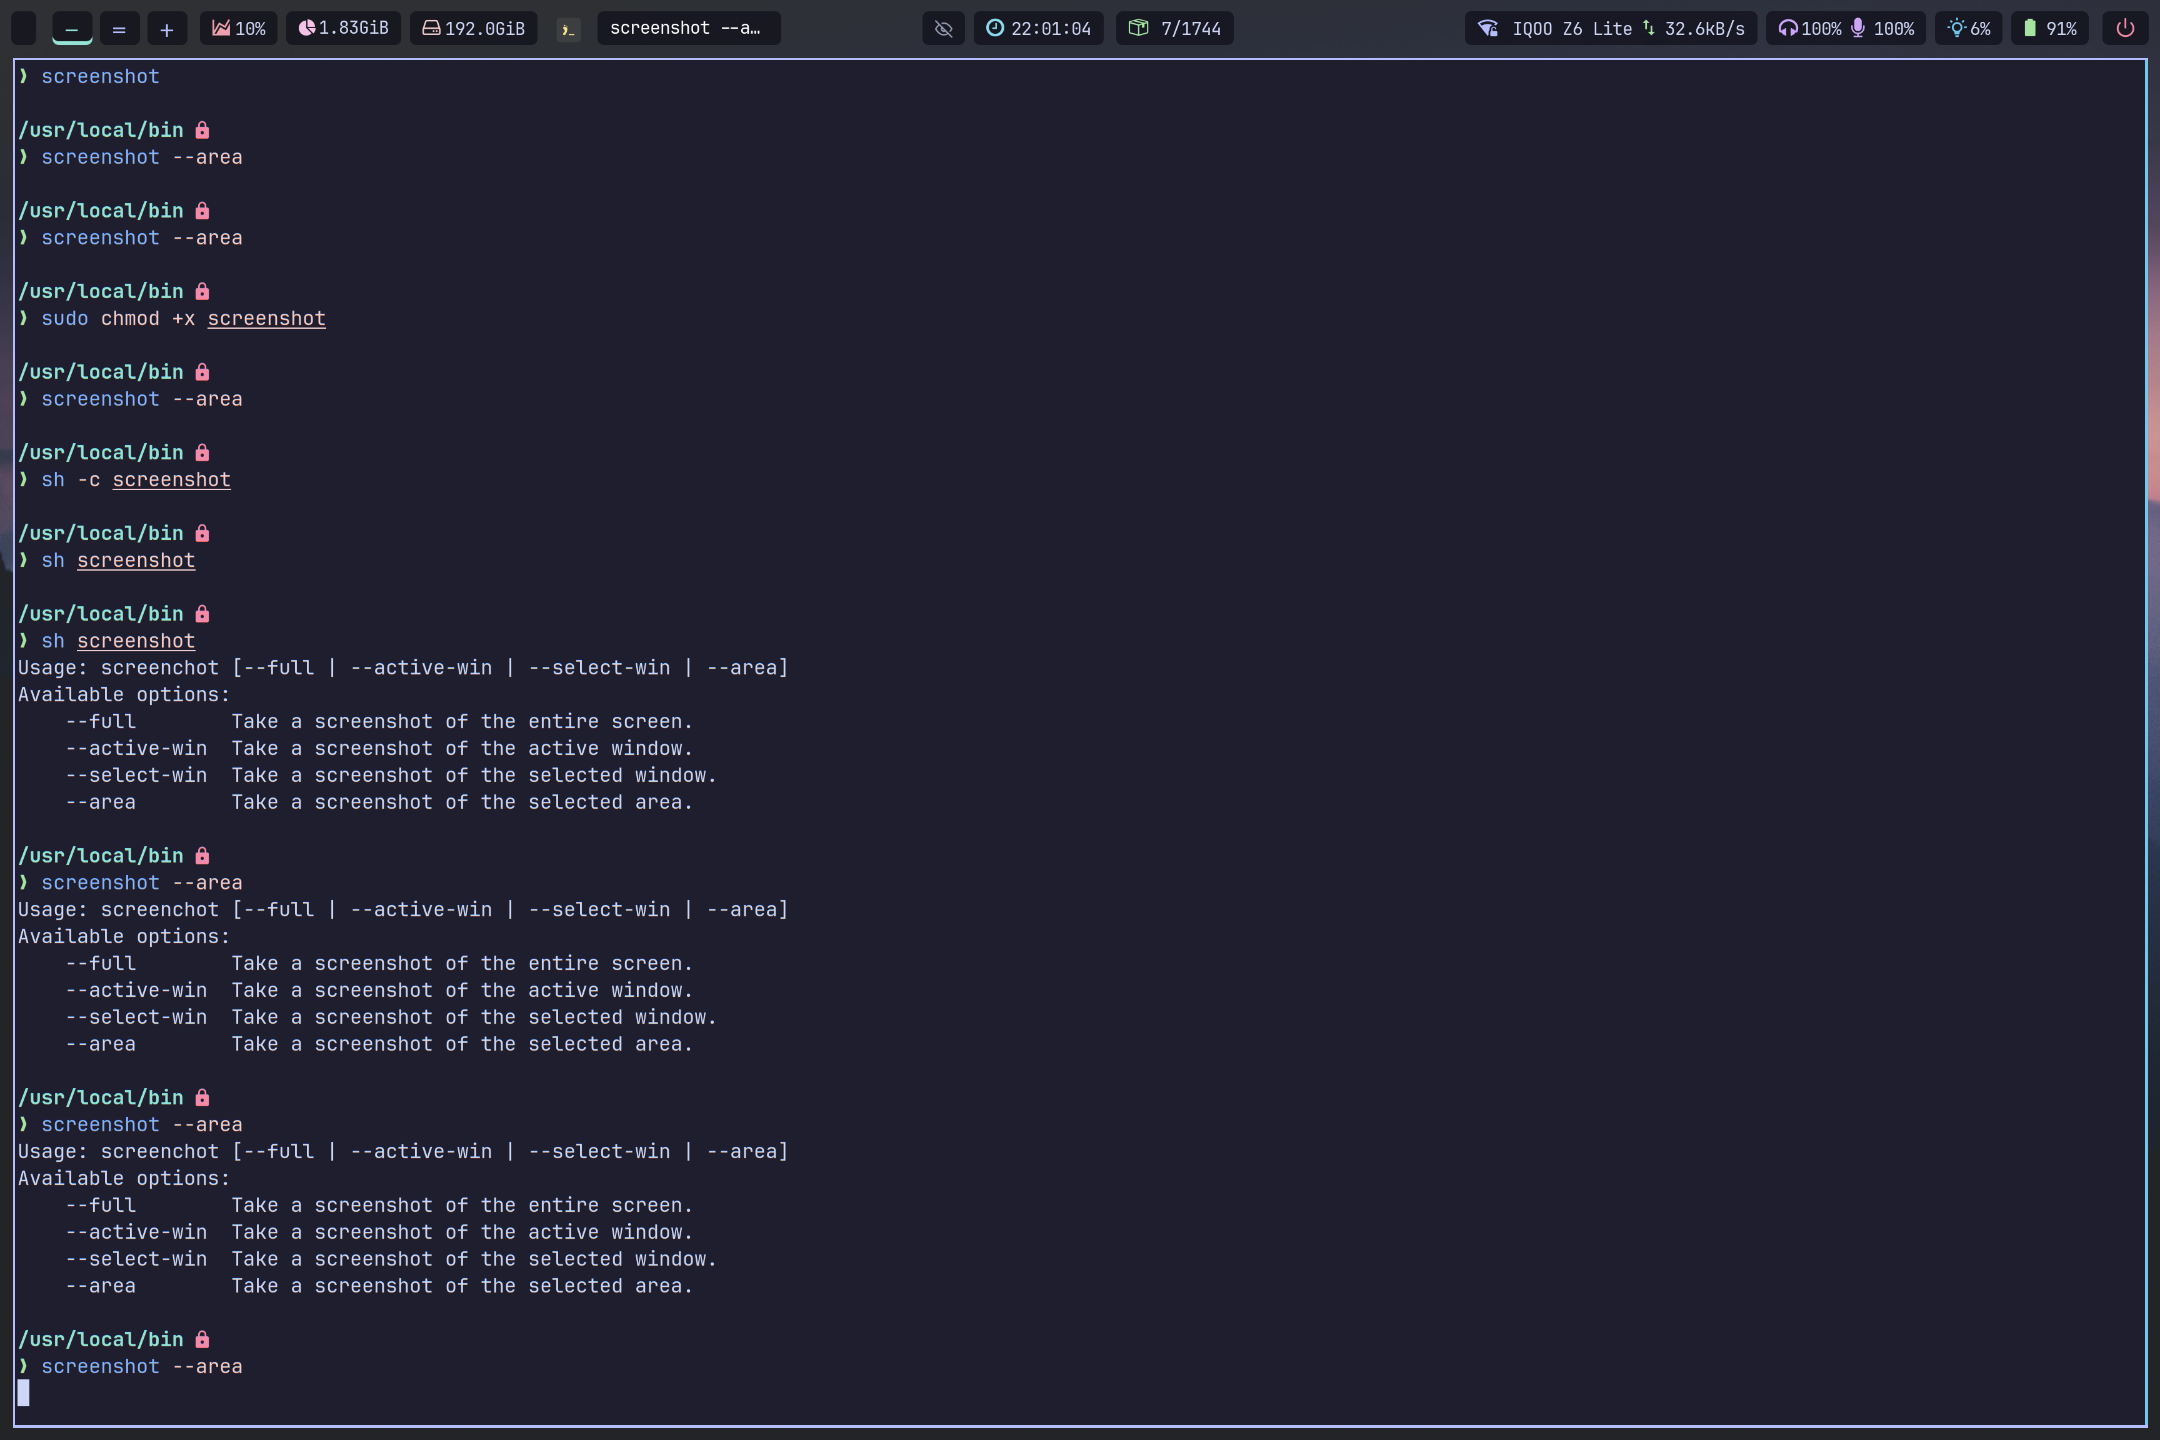 − = + 10% 1.83GiB 192.0GiB screenshot --a… 22:01:04 7/1744 IQOO Z6 Lite 32.6kB/s 100% 100% 6% 91%
❱ screenshot
/usr/local/bin
❱ screenshot --area
/usr/local/bin
❱ screenshot --area
/usr/local/bin
❱ sudo chmod +x screenshot
/usr/local/bin
❱ screenshot --area
/usr/local/bin
❱ sh -c screenshot
/usr/local/bin
❱ sh screenshot
/usr/local/bin
❱ sh screenshot
Usage: screenchot [--full | --active-win | --select-win | --area]
Available options:
    --full        Take a screenshot of the entire screen.
    --active-win  Take a screenshot of the active window.
    --select-win  Take a screenshot of the selected window.
    --area        Take a screenshot of the selected area.
/usr/local/bin
❱ screenshot --area
Usage: screenchot [--full | --active-win | --select-win | --area]
Available options:
    --full        Take a screenshot of the entire screen.
    --active-win  Take a screenshot of the active window.
    --select-win  Take a screenshot of the selected window.
    --area        Take a screenshot of the selected area.
/usr/local/bin
❱ screenshot --area
Usage: screenchot [--full | --active-win | --select-win | --area]
Available options:
    --full        Take a screenshot of the entire screen.
    --active-win  Take a screenshot of the active window.
    --select-win  Take a screenshot of the selected window.
    --area        Take a screenshot of the selected area.
/usr/local/bin
❱ screenshot --area